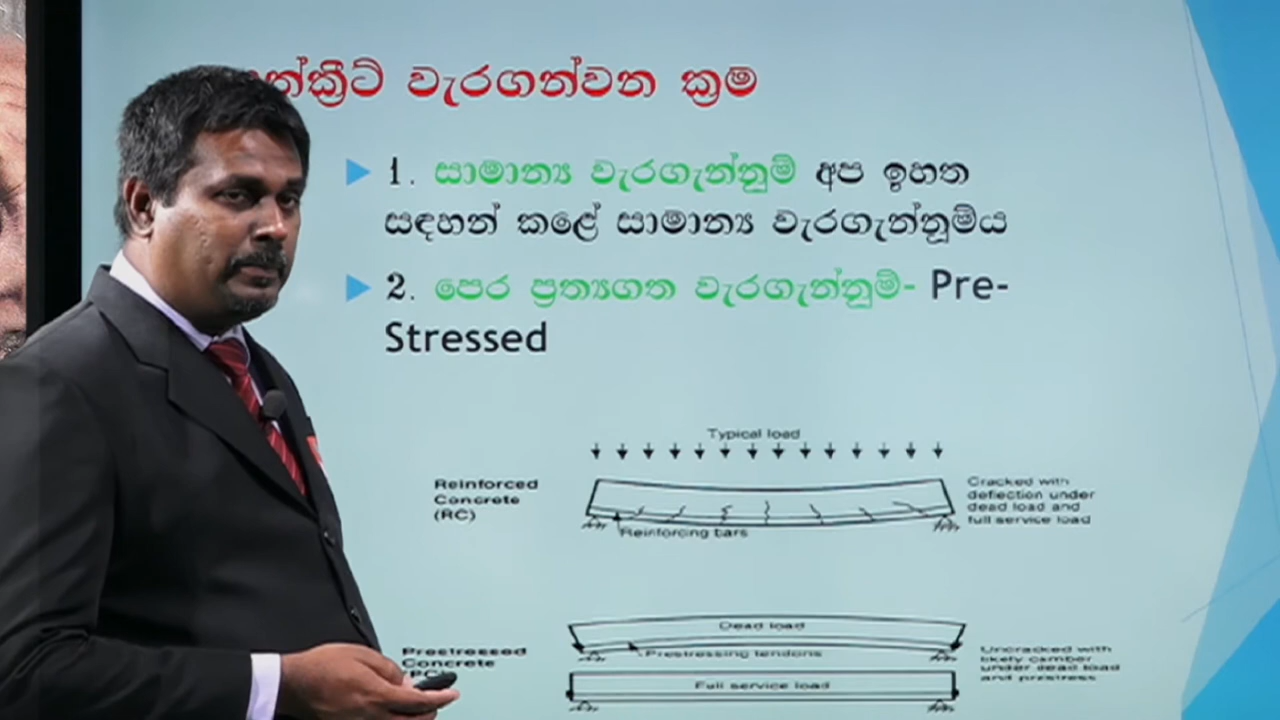 වැරගන්වන ක්‍රම
1. සාමාන්‍ය වැරගැන්නුම් අප ඉහත
සඳහන් කළේ සාමාන්‍ය වැරගැන්නූම්ය
2. පෙර ප්‍රත්‍යගත වැරගැන්නුම්- Pre-
Stressed
Typical load
Reinforced
Concrete
(RC)
Cracked with
deflection under
dead load and
full service load
Reinforcing bars
Dead load
Prestressed
Concrete
Prestressing tendons
Uncracked with
likely camber
under dead load
and prestress
Full service load